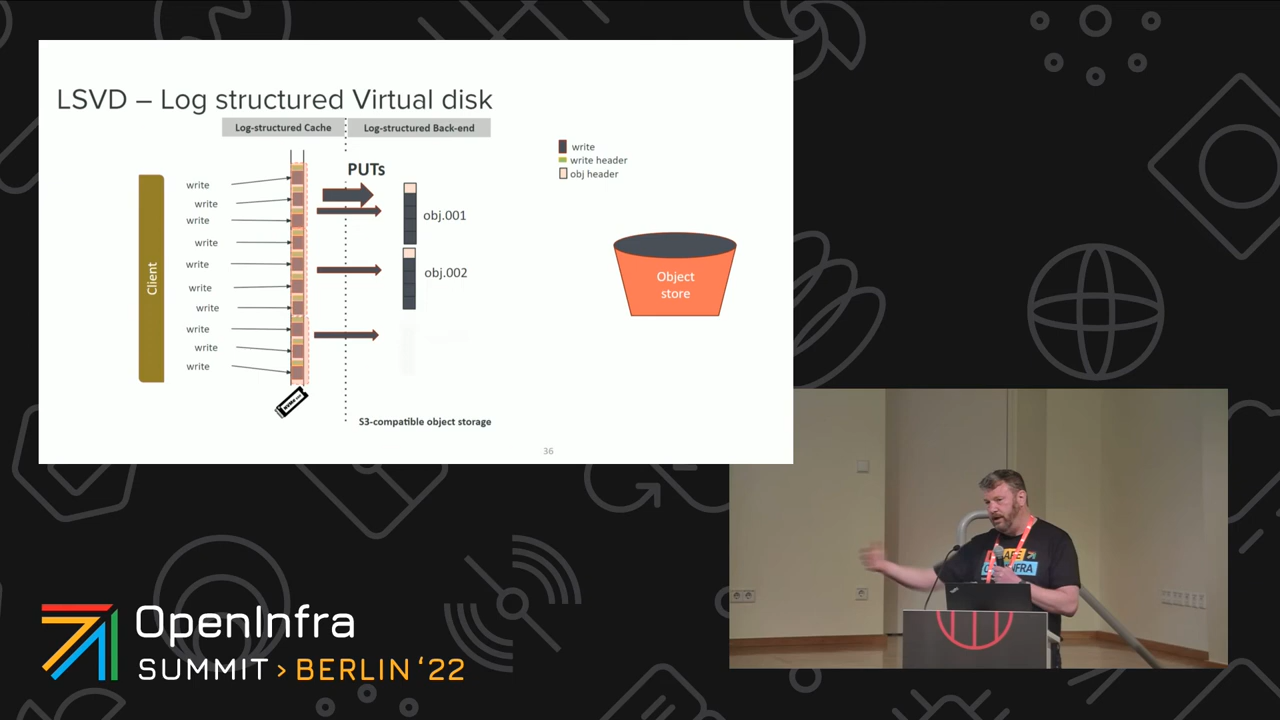 LSVD – Log structured Virtual disk
Log-structured Cache
Log-structured Back-end
PUTs
write
write header
obj header
Client
write
write
write
write
write
write
write
write
write
write
obj.001
obj.002
Object
store
S3-compatible object storage
36
OPENINFRA
OpenInfra
SUMMIT > BERLIN ‘22